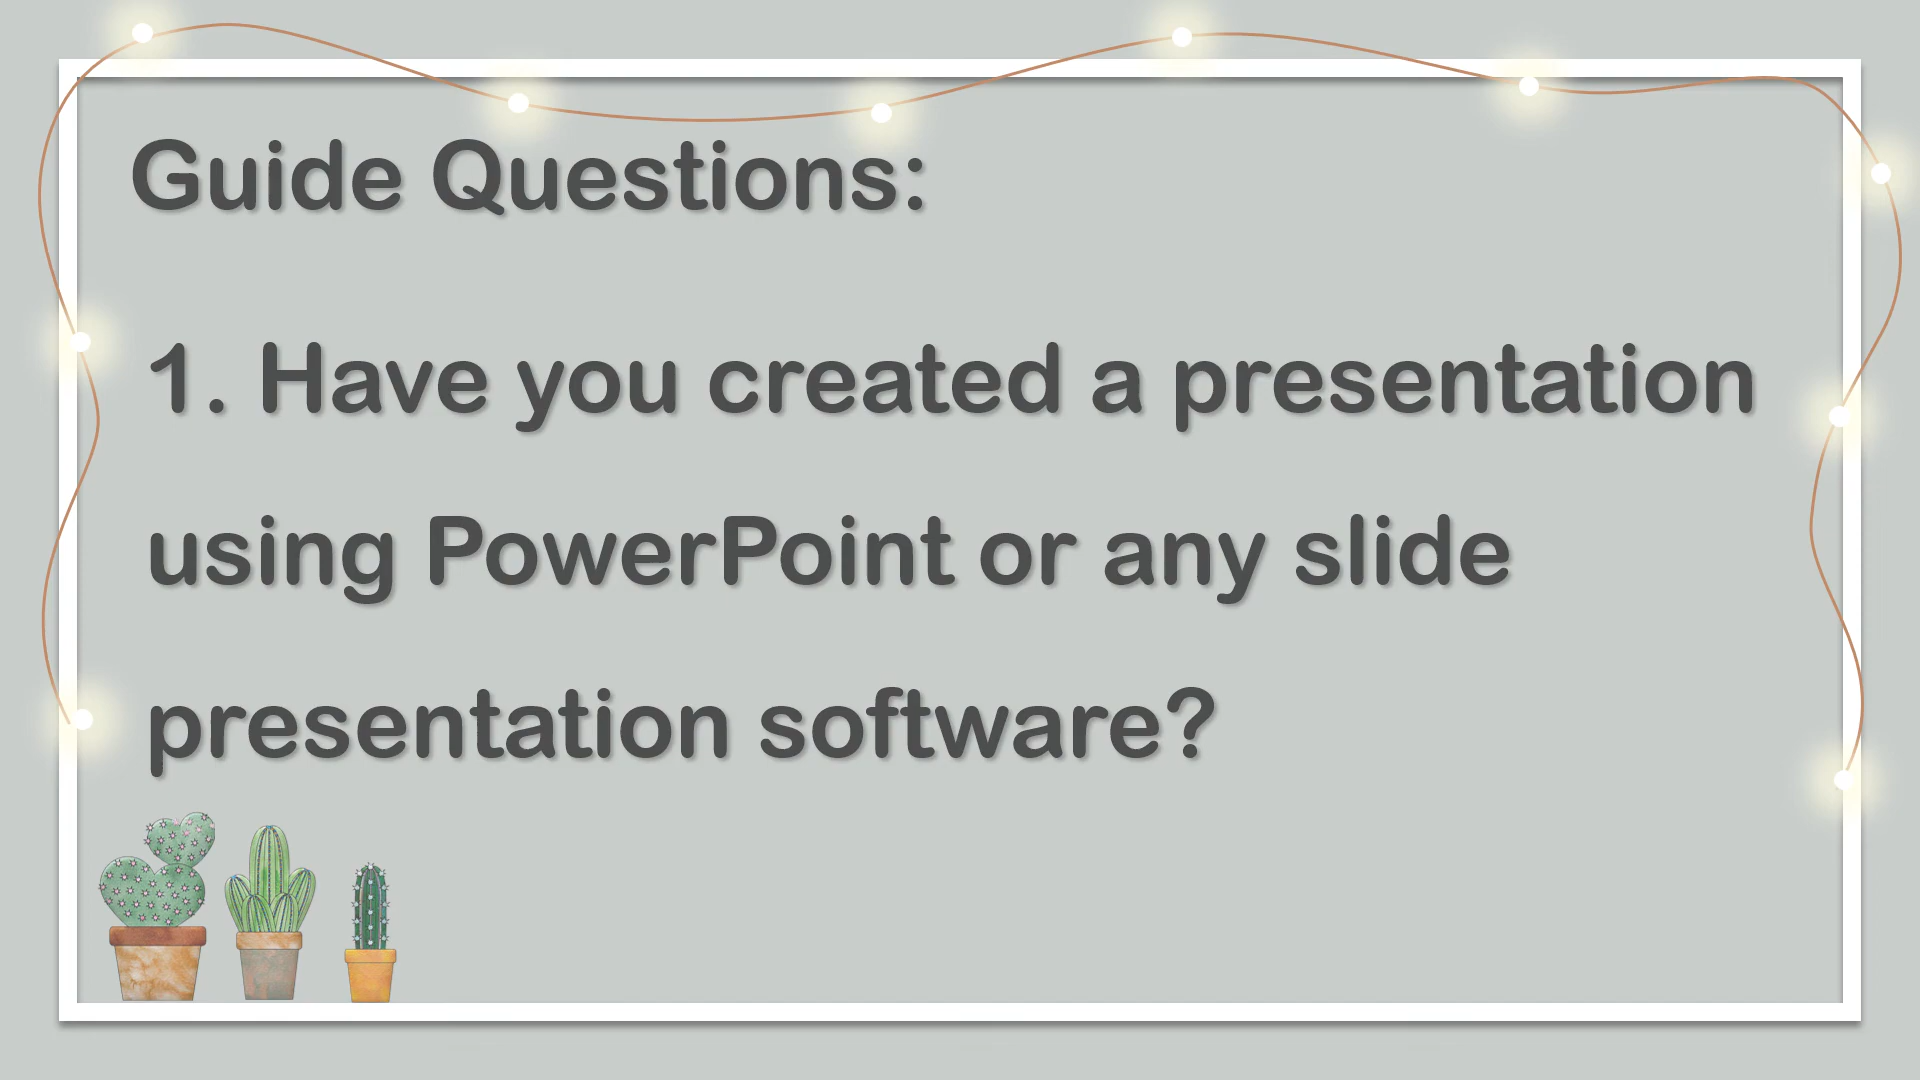 Guide Questions:
1. Have you created a presentation
using PowerPoint or any slide
presentation software?